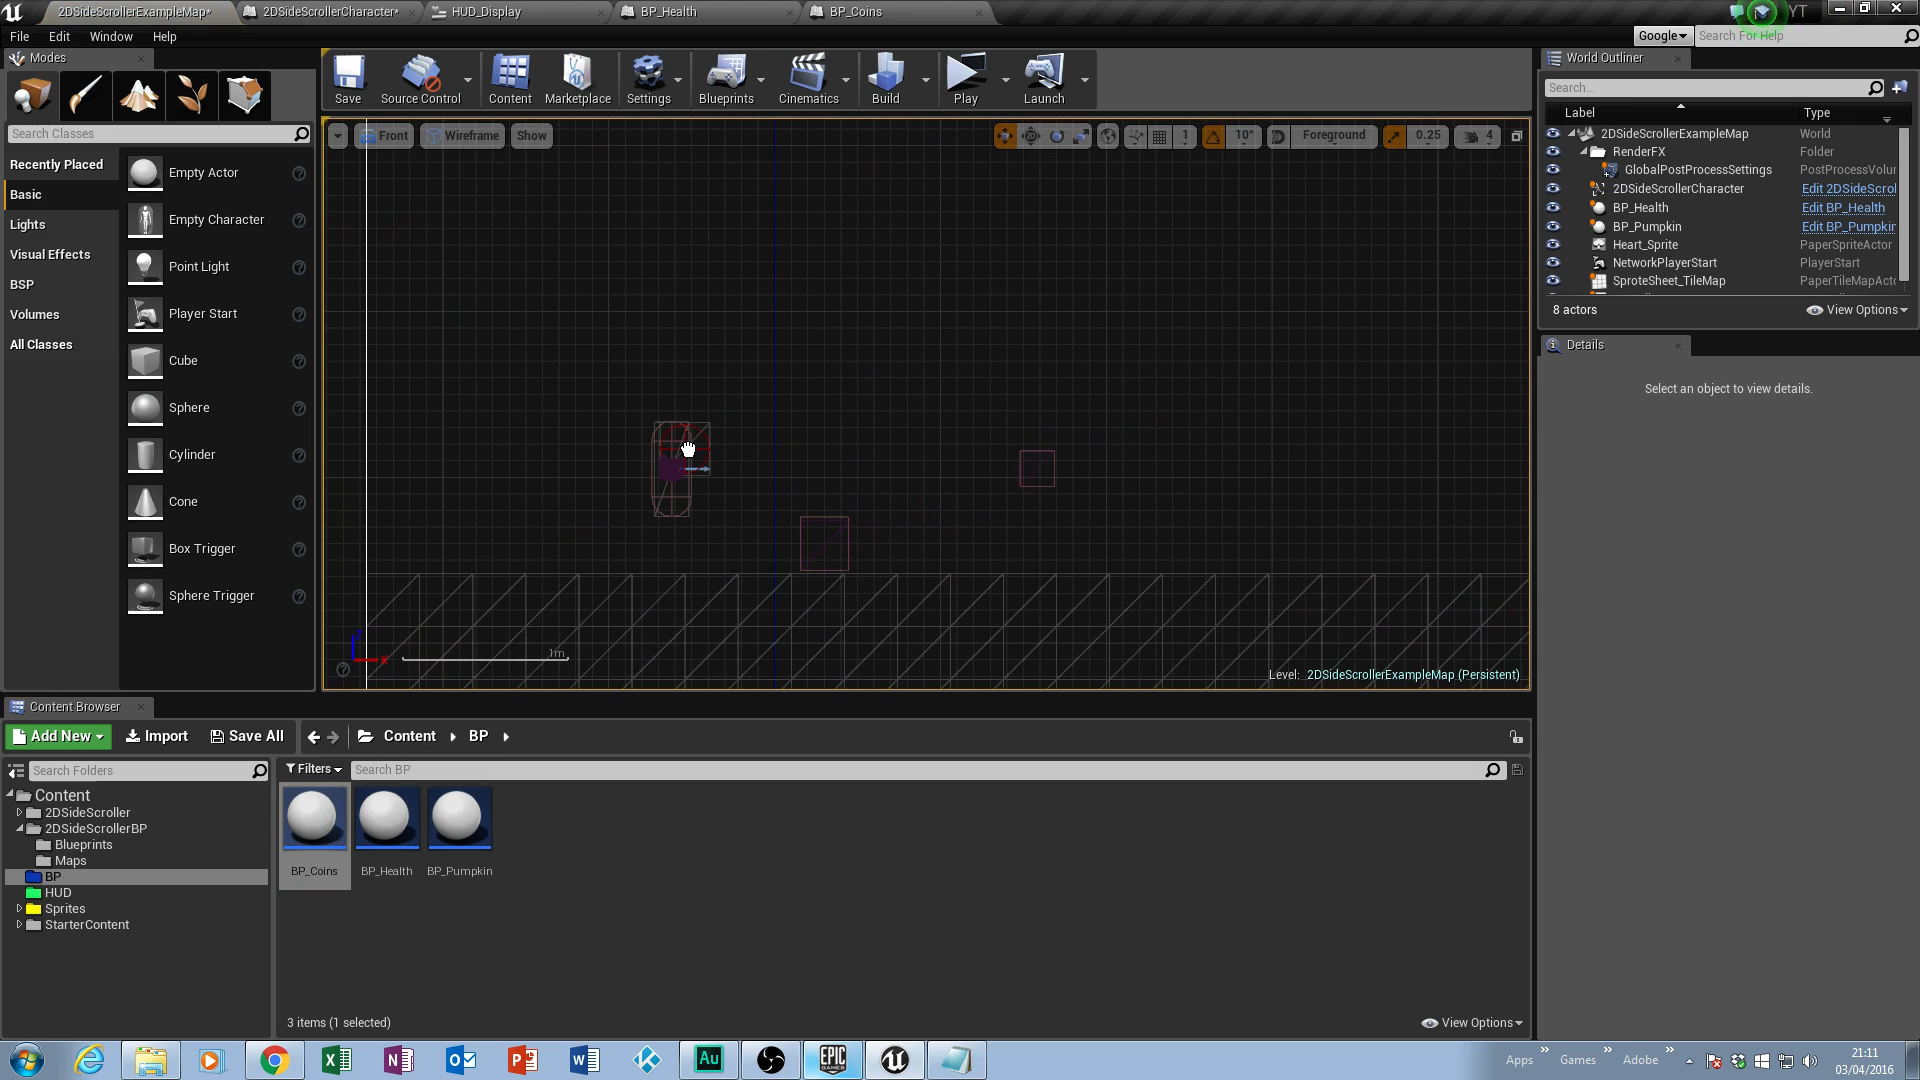 2DSideScrollerExampleMap*
2DSideScrollerCharacter*
HUD_Display
BP_Health
BP_Coins
YT
File
Edit
Window
Help
Google
Search For Help
Modes
Save
Source Control
Content
Marketplace
Settings
Blueprints
Cinematics
Build
Play
Launch
World Outliner
Search...
Search Classes
Front
Wireframe
Show
1
10°
Foreground
0.25
4
Label
Type
2DSideScrollerExampleMap
World
RenderFX
Folder
GlobalPostProcessSettings
PostProcessVolu
2DSideScrollerCharacter
Edit 2DSideScrol
BP_Health
Edit BP_Health
BP_Pumpkin
Edit BP_Pumpkin
Heart_Sprite
PaperSpriteActor
NetworkPlayerStart
PlayerStart
SproteSheet_TileMap
PaperTileMapActo
8 actors
View Options
Recently Placed
Basic
Lights
Visual Effects
BSP
Volumes
All Classes
Empty Actor
Empty Character
Point Light
Player Start
Cube
Sphere
Cylinder
Cone
Box Trigger
Sphere Trigger
Details
Select an object to view details.
1m
Level: 2DSideScrollerExampleMap (Persistent)
Content Browser
Add New
Import
Save All
Content
BP
Search Folders
Filters
Search BP
Content
2DSideScroller
2DSideScrollerBP
Blueprints
Maps
BP
HUD
Sprites
StarterContent
BP_Coins
BP_Health
BP_Pumpkin
3 items (1 selected)
View Options
Apps
Games
Adobe
21:11
03/04/2016